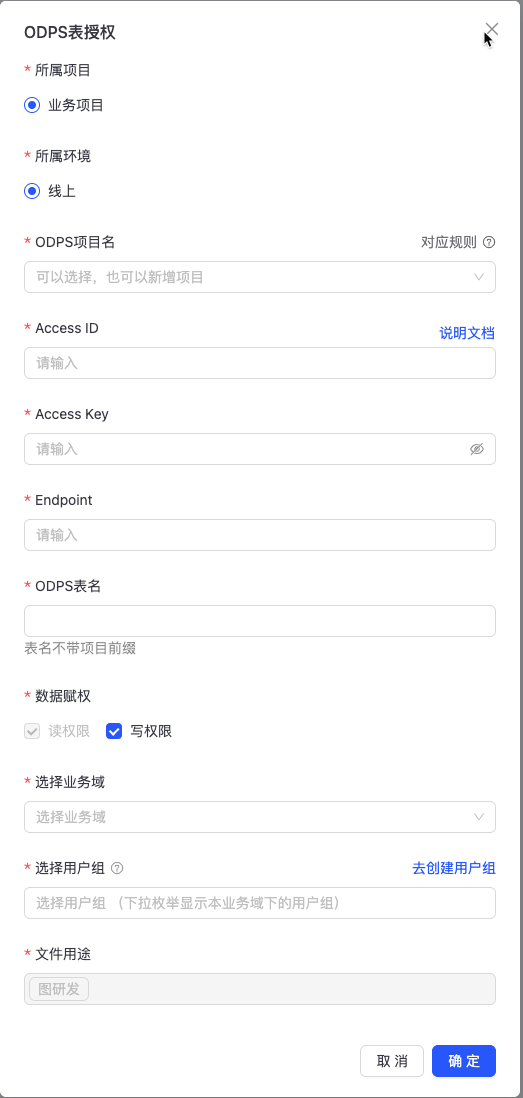 ODPS表授权
* 所属项目
业务项目
* 所属环境
线上
* ODPS项目名 对应规则
可以选择，也可以新增项目
* Access ID 说明文档
请输入
* Access Key
请输入
* Endpoint
请输入
* ODPS表名
表名不带项目前缀
* 数据赋权
读权限 写权限
* 选择业务域
选择业务域
* 选择用户组 ? 去创建用户组
选择用户组 （下拉枚举显示本业务域下的用户组）
* 文件用途
图研发
取 消 确 定